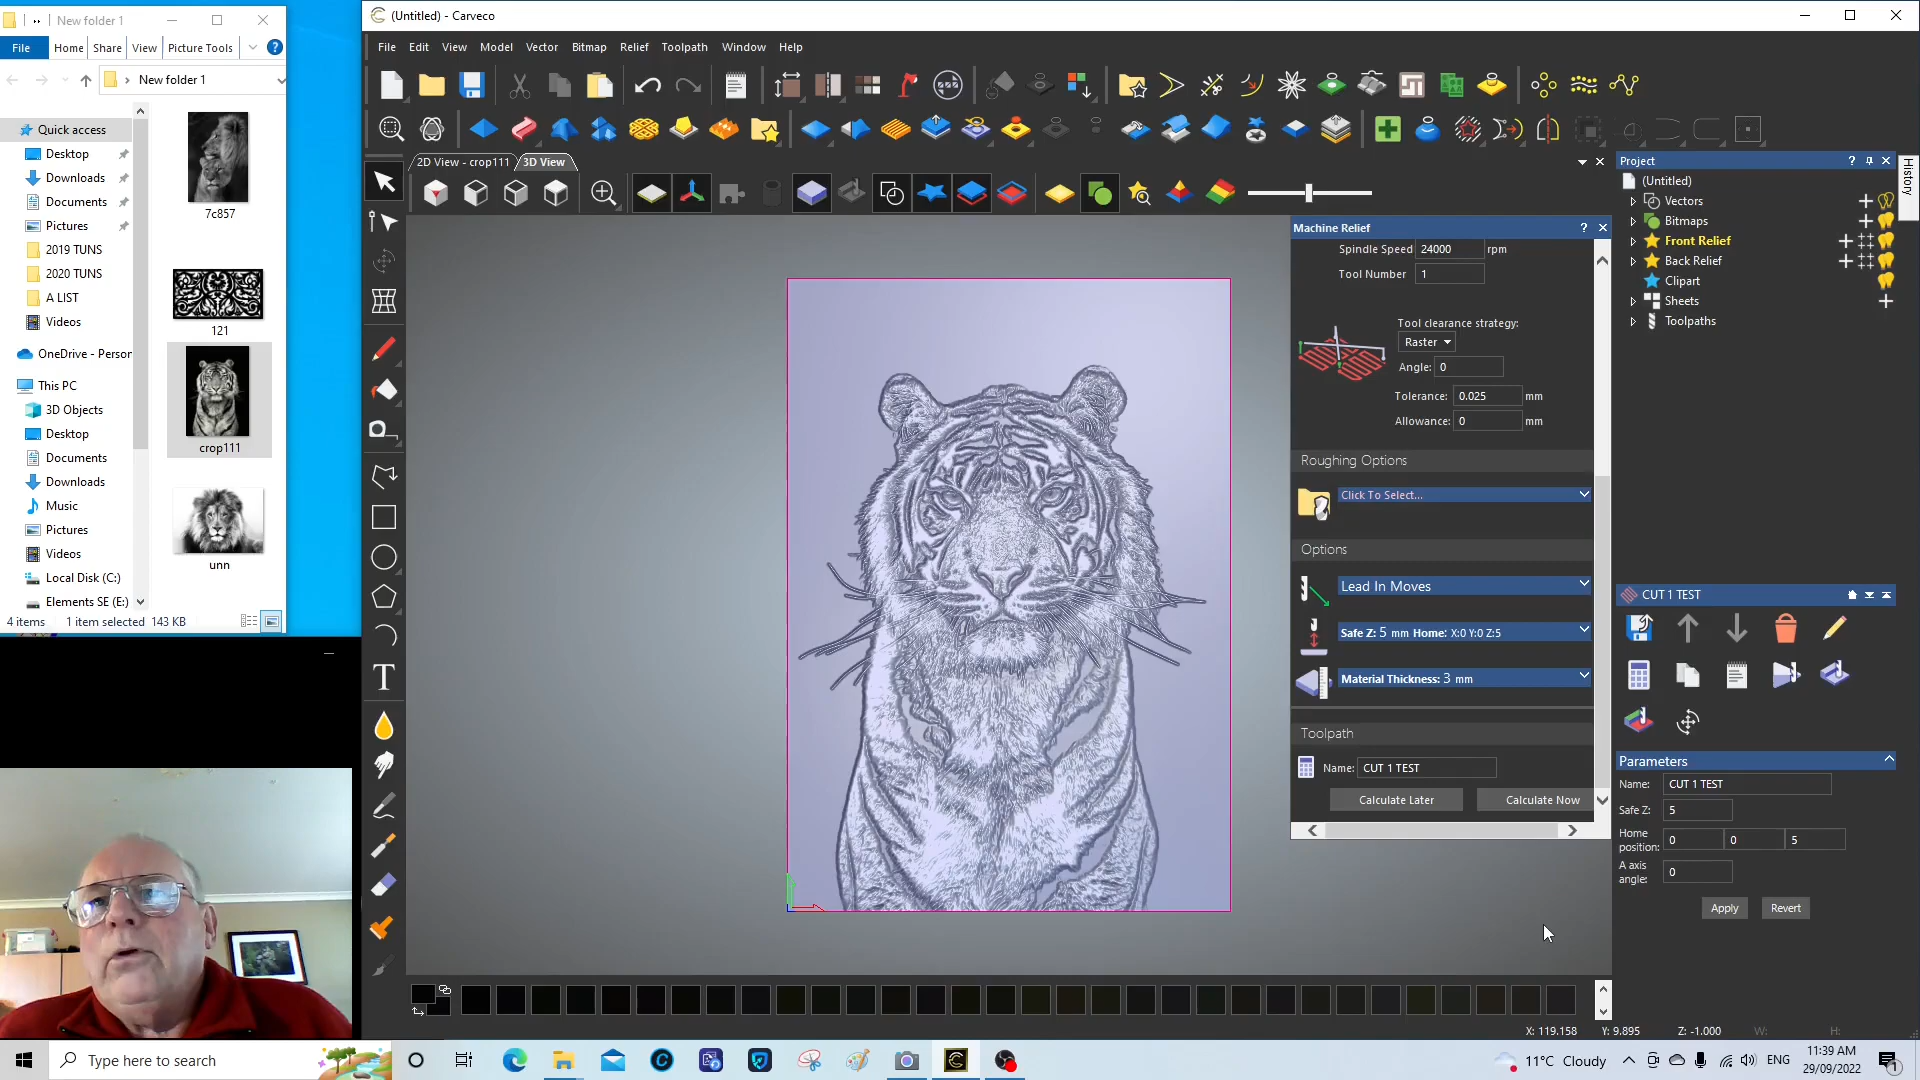 New folder 1
File
Home
Share
View
Picture Tools
New folder 1
Quick access
Desktop
Downloads
Documents
Pictures
2019 TUNS
2020 TUNS
A LIST
Videos
OneDrive - Person
This PC
3D Objects
Desktop
Documents
Downloads
Music
Pictures
Videos
Local Disk (C:)
Elements SE (E:)
7c857
121
crop111
unn
4 items
1 item selected 143 KB
(Untitled) - Carveco
File Edit View Model Vector Bitmap Relief Toolpath Window Help
2D View - crop111
3D View
Machine Relief
Spindle Speed 24000 rpm
Tool Number 1
Tool clearance strategy:
Raster
Angle: 0
Tolerance: 0.025 mm
Allowance: 0 mm
Roughing Options
Click To Select...
Options
Lead In Moves
Safe Z: 5 mm Home: X:0 Y:0 Z:5
Material Thickness: 3 mm
Toolpath
Name: CUT 1 TEST
Calculate Later
Calculate Now
Project
History
(Untitled)
Vectors
Bitmaps
Front Relief
Back Relief
Clipart
Sheets
Toolpaths
CUT 1 TEST
Parameters
Name: CUT 1 TEST
Safe Z: 5
Home position: 0 0 5
A axis angle: 0
Apply
Revert
X: 119.158 Y: 9.895 Z: -1.000 W: H:
Type here to search
11°C Cloudy
ENG
11:39 AM
29/09/2022